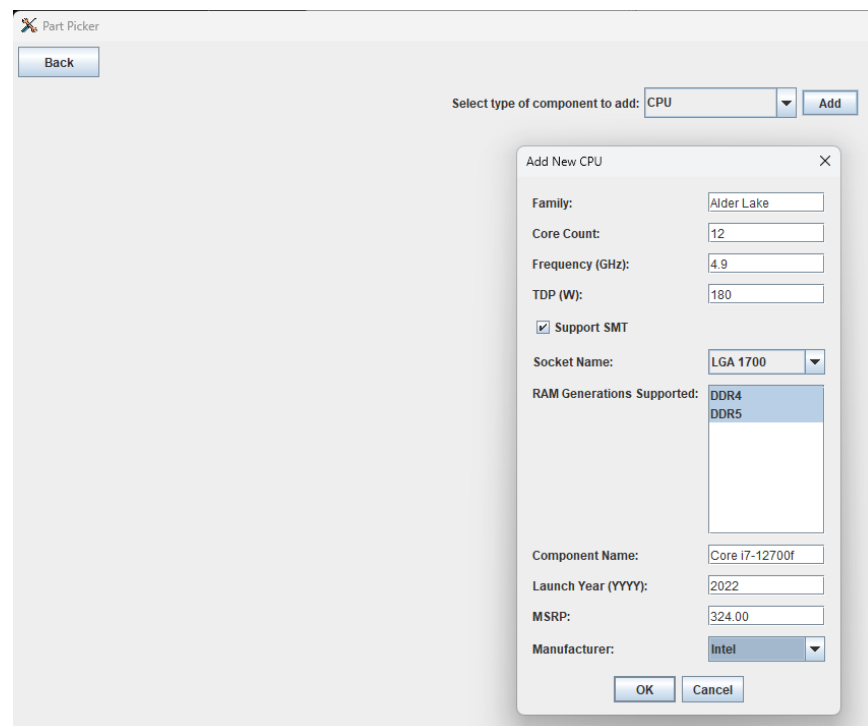 Part Picker
Back
Select type of component to add: CPU Add
Add New CPU
Family: Alder Lake
Core Count: 12
Frequency (GHz): 4.9
TDP (W): 180
Support SMT
Socket Name: LGA 1700
RAM Generations Supported: DDR4
DDR5
Component Name: Core i7-12700f
Launch Year (YYYY): 2022
MSRP: 324.00
Manufacturer: Intel
OK Cancel